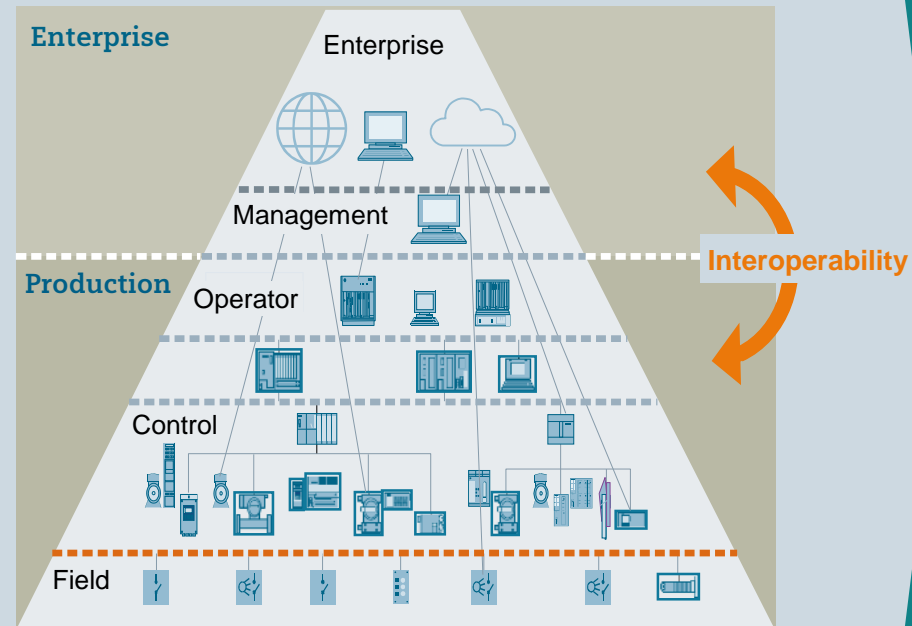 Enterprise
Enterprise
Management
Interoperability
Production
Operator
Control
Field